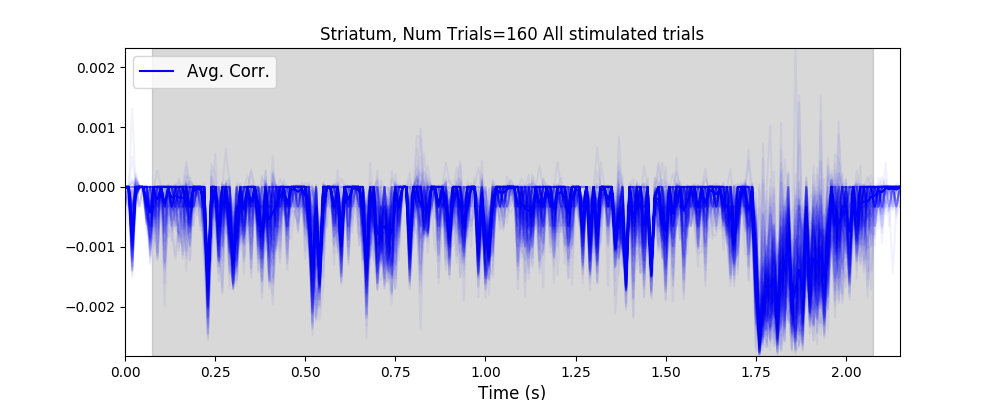 Striatum, Num Trials=160 All stimulated trials
Avg. Corr.
0.002
0.001
0.000
−0.001
−0.002
0.00 0.25 0.50 0.75 1.00 1.25 1.50 1.75 2.00
Time (s)